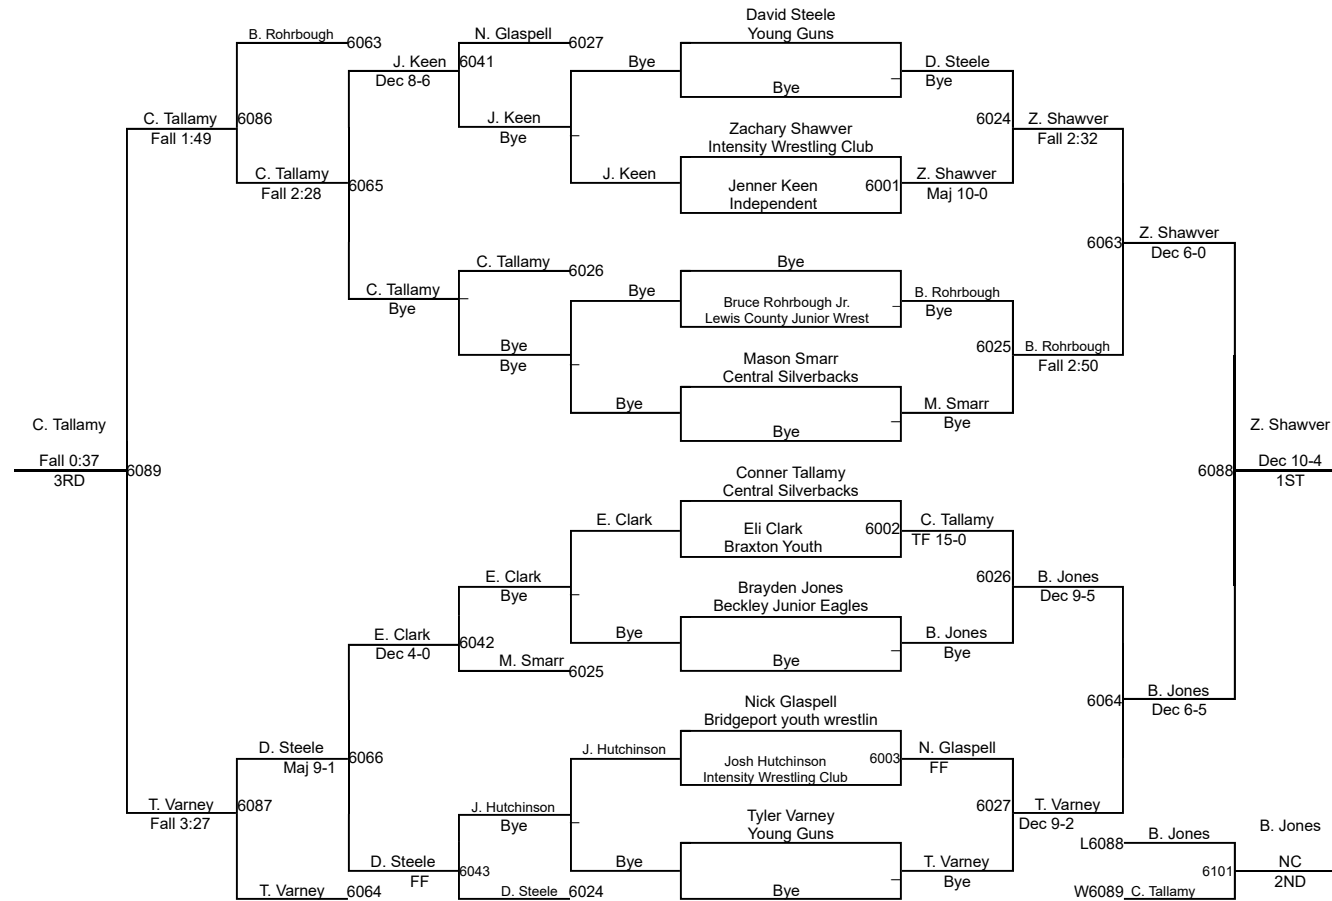 David Steele
Young Guns
B. Rohrbough
6063
N. Glaspell
6027
J. Keen
6041
Dec 8-6
Bye
D. Steele
Bye
Bye
C. Tallamy
6086
Fall 1:49
J. Keen
Bye
6024
Z. Shawver
Fall 2:32
Zachary Shawver
Intensity Wrestling Club
C. Tallamy
Fall 2:28
6065
J. Keen
Jenner Keen
Independent
6001
Z. Shawver
Maj 10-0
6063
Z. Shawver
Dec 6-0
C. Tallamy
6026
Bye
C. Tallamy
Bye
Bye
Bruce Rohrbough Jr.
Lewis County Junior Wrest
B. Rohrbough
Bye
Bye
Bye
6025
B. Rohrbough
Fall 2:50
Mason Smarr
Central Silverbacks
Bye
M. Smarr
Bye
Bye
C. Tallamy
Fall 0:37
3RD
6089
Z. Shawver
6088
Dec 10-4
1ST
Conner Tallamy
Central Silverbacks
E. Clark
Eli Clark
Braxton Youth
6002
C. Tallamy
TF 15-0
E. Clark
Bye
6026
B. Jones
Dec 9-5
Brayden Jones
Beckley Junior Eagles
E. Clark
Dec 4-0
6042
M. Smarr
6025
Bye
Bye
B. Jones
Bye
6064
B. Jones
Dec 6-5
Nick Glaspell
Bridgeport youth wrestlin
D. Steele
Maj 9-1
6066
J. Hutchinson
Josh Hutchinson
Intensity Wrestling Club
6003
N. Glaspell
FF
T. Varney
Fall 3:27
6087
J. Hutchinson
Bye
6027
T. Varney
Dec 9-2
Tyler Varney
Young Guns
D. Steele
FF
6043
Bye
T. Varney
Bye
L6088
B. Jones
B. Jones
6101
NC
2ND
T. Varney
6064
D. Steele
6024
Bye
W6089
C. Tallamy